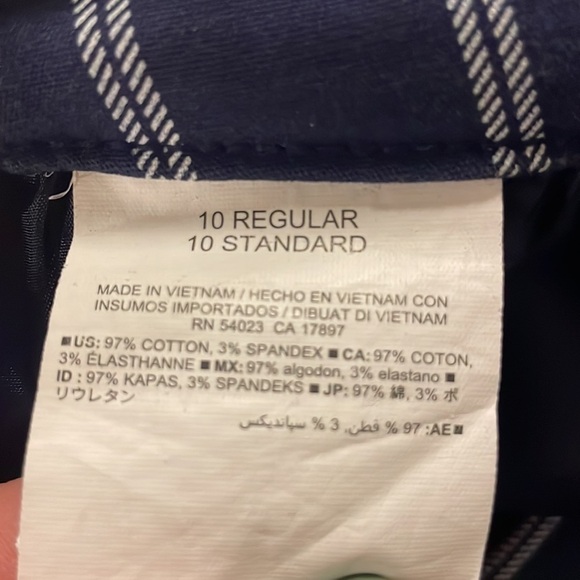 10 REGULAR
10 STANDARD
MADE IN VIETNAM / HECHO EN VIETNAM CON
INSUMOS IMPORTADOS / DIBUAT DI VIETNAM
RN 54023 CA 17897
■US: 97% COTTON, 3% SPANDEX ■ CA: 97% COTON,
3% ÉLASTHANNE ■ MX: 97% algodon, 3% elastano ■
ID : 97% KAPAS, 3% SPANDEKS ■ JP: 97% 綿, 3% ポ
リウレタン
■AE: 97 % قطن, 3 % سپاندیکس